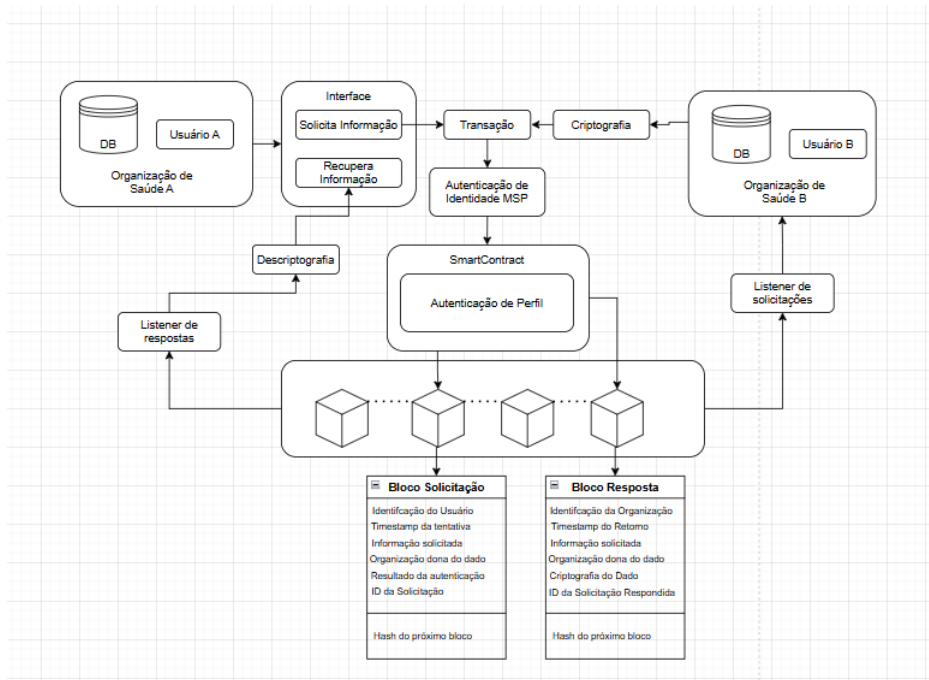 DB
Usuário A
Organização de
Saúde A
Interface
Solicita Informação
Recupera
Informação
Transação
Criptografia
DB
Usuário B
Organização de
Saúde B
Autenticação de
Identidade MSP
Descriptografia
SmartContract
Autenticação de Perfil
Listener de
solicitações
Listener de
respostas
Bloco Solicitação
Identifcação do Usuário
Timestamp da tentativa
Informação solicitada
Organização dona do dado
Resultado da autenticação
ID da Solicitação
Hash do próximo bloco
Bloco Resposta
Identifcação da Organização
Timestamp do Retorno
Informação solicitada
Organização dona do dado
Criptografia do Dado
ID da Solicitação Respondida
Hash do próximo bloco